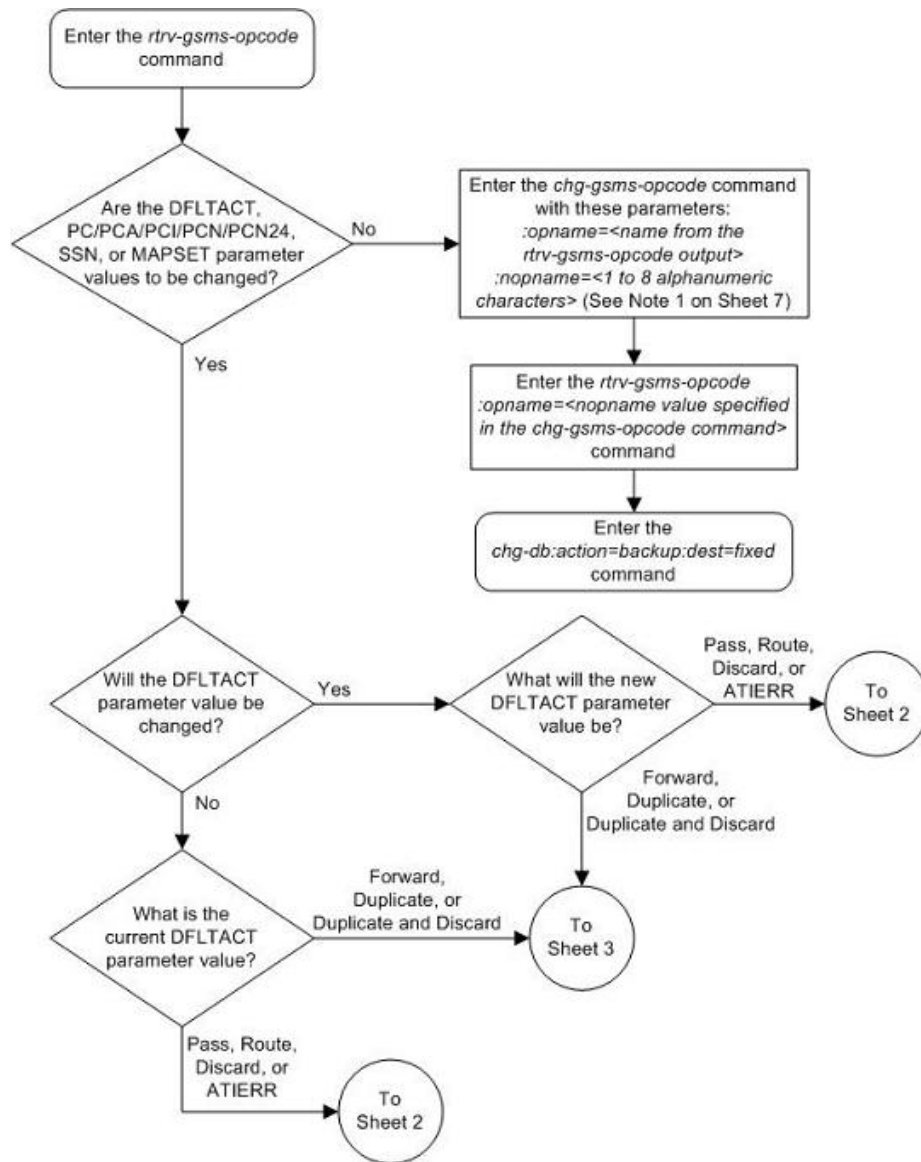 Enter the rtrv-gsms-opcode
command
Are the DFLTACT,
PC/PCA/PCI/PCN/PCN24,
SSN, or MAPSET parameter
values to be changed?
No
Enter the chg-gsms-opcode command
with these parameters:
:opname=<name from the
rtrv-gsms-opcode output>
:nopname=<1 to 8 alphanumeric
characters> (See Note 1 on Sheet 7)
Yes
Enter the rtrv-gsms-opcode
:opname=<nopname value specified
in the chg-gsms-opcode command>
command
Enter the
chg-db:action=backup:dest=fixed
command
Will the DFLTACT
parameter value be
changed?
Yes
What will the new
DFLTACT parameter
value be?
Pass, Route,
Discard, or
ATIERR
To
Sheet 2
No
Forward,
Duplicate, or
Duplicate and Discard
What is the
current DFLTACT
parameter value?
Forward,
Duplicate, or
Duplicate and Discard
To
Sheet 3
Pass, Route,
Discard, or
ATIERR
To
Sheet 2